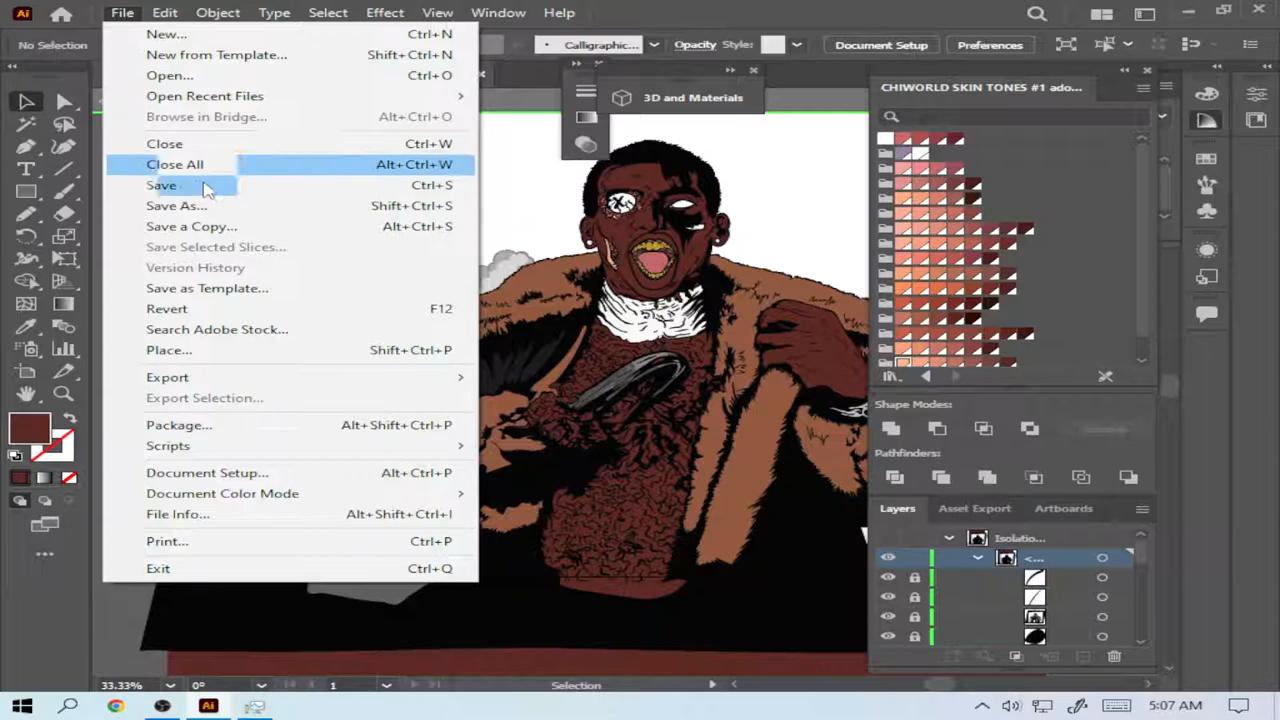 Ai File Edit Object Type Select Effect View Window Help
No Selection Calligraphic... Opacity Style: Document Setup Preferences
New... Ctrl+N
New from Template... Shift+Ctrl+N
Open... Ctrl+O
Open Recent Files
Browse in Bridge... Alt+Ctrl+O
Close Ctrl+W
Close All Alt+Ctrl+W
Save Ctrl+S
Save As... Shift+Ctrl+S
Save a Copy... Alt+Ctrl+S
Save Selected Slices...
Version History
Save as Template...
Revert F12
Search Adobe Stock...
Place... Shift+Ctrl+P
Export
Export Selection...
Package... Alt+Shift+Ctrl+P
Scripts
Document Setup... Alt+Ctrl+P
Document Color Mode
File Info... Alt+Shift+Ctrl+I
Print... Ctrl+P
Exit Ctrl+Q
3D and Materials
CHIWORLD SKIN TONES #1 ado...
Shape Modes:
Pathfinders:
Layers Asset Export Artboards
Isolatio...
<...
33.33% 0° 1 Selection
Ai 5:07 AM